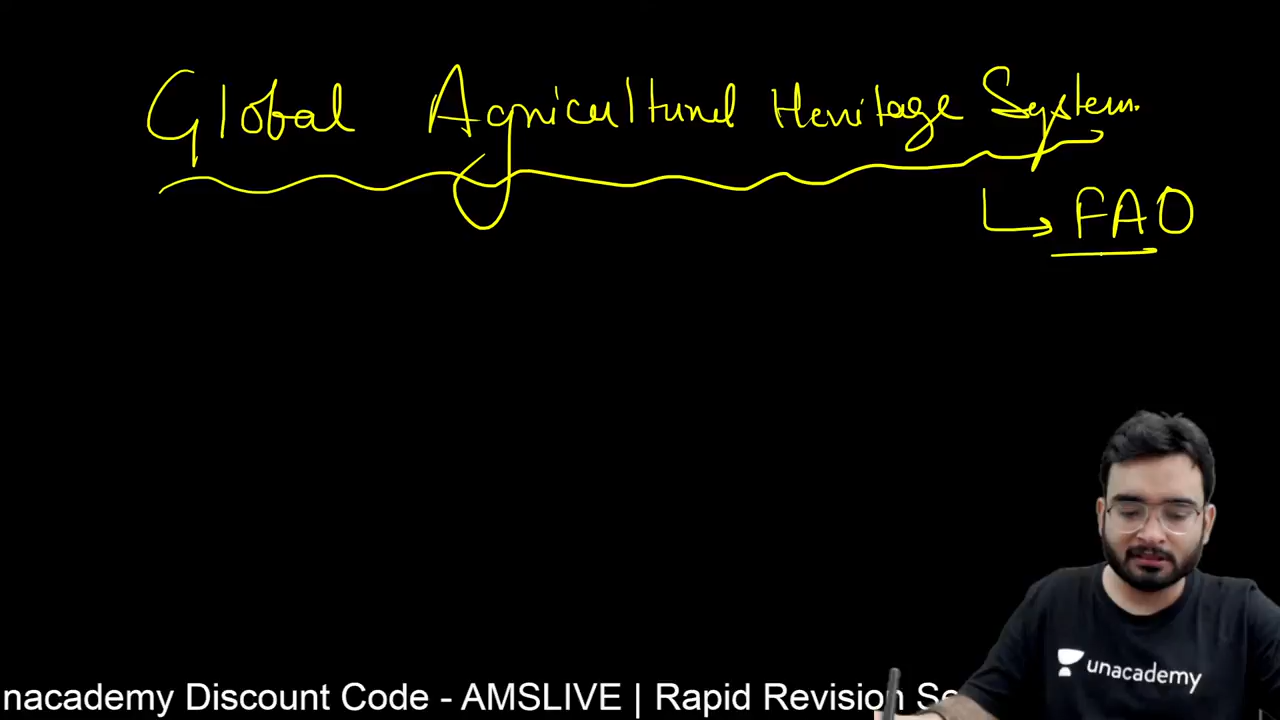 Global Agricultural Heritage System.
FAO
unacademy
nacademy Discount Code - AMSLIVE | Rapid Revision Se